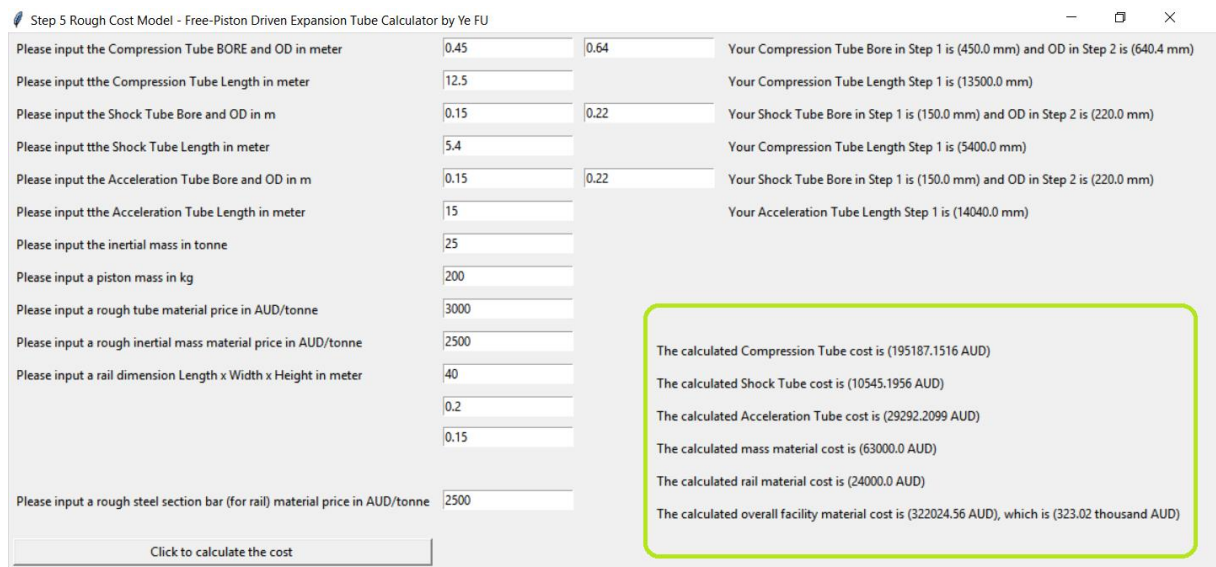 Step 5 Rough Cost Model - Free-Piston Driven Expansion Tube Calculator by Ye FU
Please input the Compression Tube BORE and OD in meter 0.45 0.64 Your Compression Tube Bore in Step 1 is (450.0 mm) and OD in Step 2 is (640.4 mm)
Please input tthe Compression Tube Length in meter 12.5 Your Compression Tube Length Step 1 is (13500.0 mm)
Please input the Shock Tube Bore and OD in m 0.15 0.22 Your Shock Tube Bore in Step 1 is (150.0 mm) and OD in Step 2 is (220.0 mm)
Please input tthe Shock Tube Length in meter 5.4 Your Compression Tube Length Step 1 is (5400.0 mm)
Please input the Acceleration Tube Bore and OD in m 0.15 0.22 Your Shock Tube Bore in Step 1 is (150.0 mm) and OD in Step 2 is (220.0 mm)
Please input tthe Acceleration Tube Length in meter 15 Your Acceleration Tube Length Step 1 is (14040.0 mm)
Please input the inertial mass in tonne 25
Please input a piston mass in kg 200
Please input a rough tube material price in AUD/tonne 3000
Please input a rough inertial mass material price in AUD/tonne 2500
The calculated Compression Tube cost is (195187.1516 AUD)
Please input a rail dimension Length x Width x Height in meter 40
The calculated Shock Tube cost is (10545.1956 AUD)
0.2
The calculated Acceleration Tube cost is (29292.2099 AUD)
0.15
The calculated mass material cost is (63000.0 AUD)
The calculated rail material cost is (24000.0 AUD)
Please input a rough steel section bar (for rail) material price in AUD/tonne 2500
The calculated overall facility material cost is (322024.56 AUD), which is (323.02 thousand AUD)
Click to calculate the cost